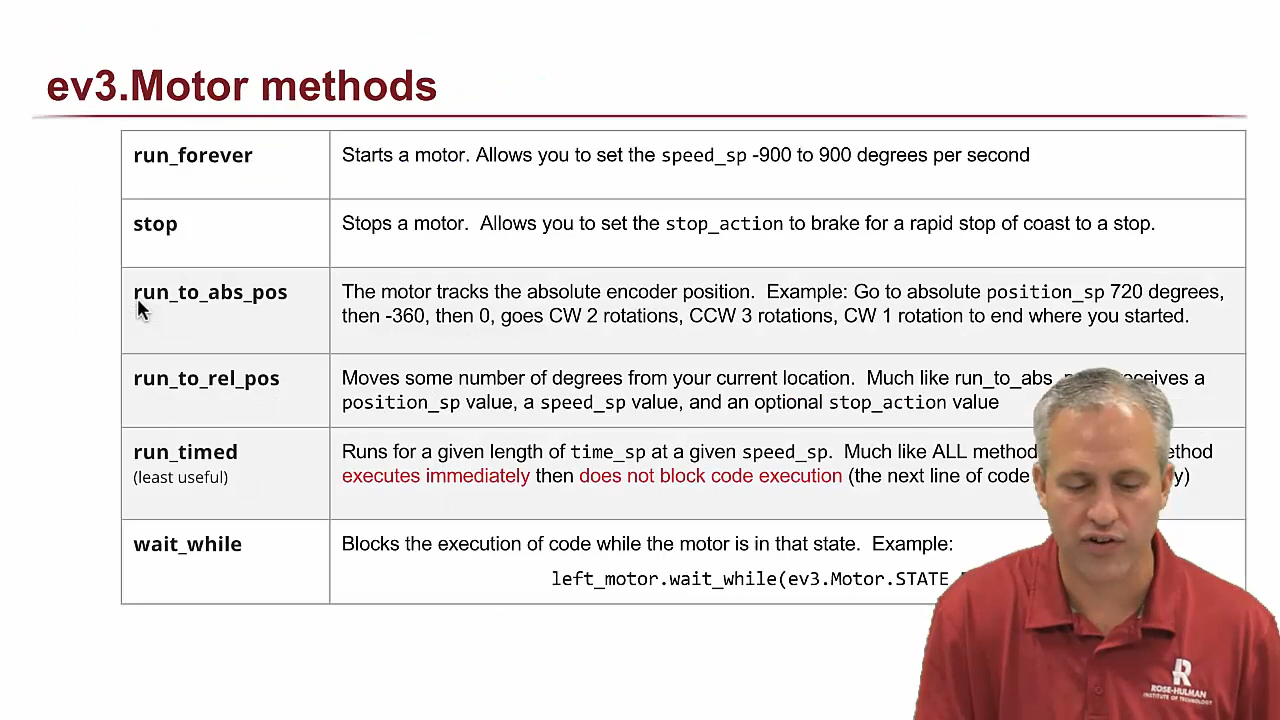 ev3.Motor methods
run_forever
Starts a motor. Allows you to set the speed_sp -900 to 900 degrees per second
stop
Stops a motor. Allows you to set the stop_action to brake for a rapid stop of coast to a stop.
run_to_abs_pos
The motor tracks the absolute encoder position. Example: Go to absolute position_sp 720 degrees,
then -360, then 0, goes CW 2 rotations, CCW 3 rotations, CW 1 rotation to end where you started.
run_to_rel_pos
Moves some number of degrees from your current location. Much like run_to_abs_
position_sp value, a speed_sp value, and an optional stop_action value
run_timed
(least useful)
Runs for a given length of time_sp at a given speed_sp. Much like ALL method
executes immediately then does not block code execution (the next line of code
wait_while
Blocks the execution of code while the motor is in that state. Example:
left_motor.wait_while(ev3.Motor.STATE_
ROSE-HULMAN
INSTITUTE OF TECHNOLOGY